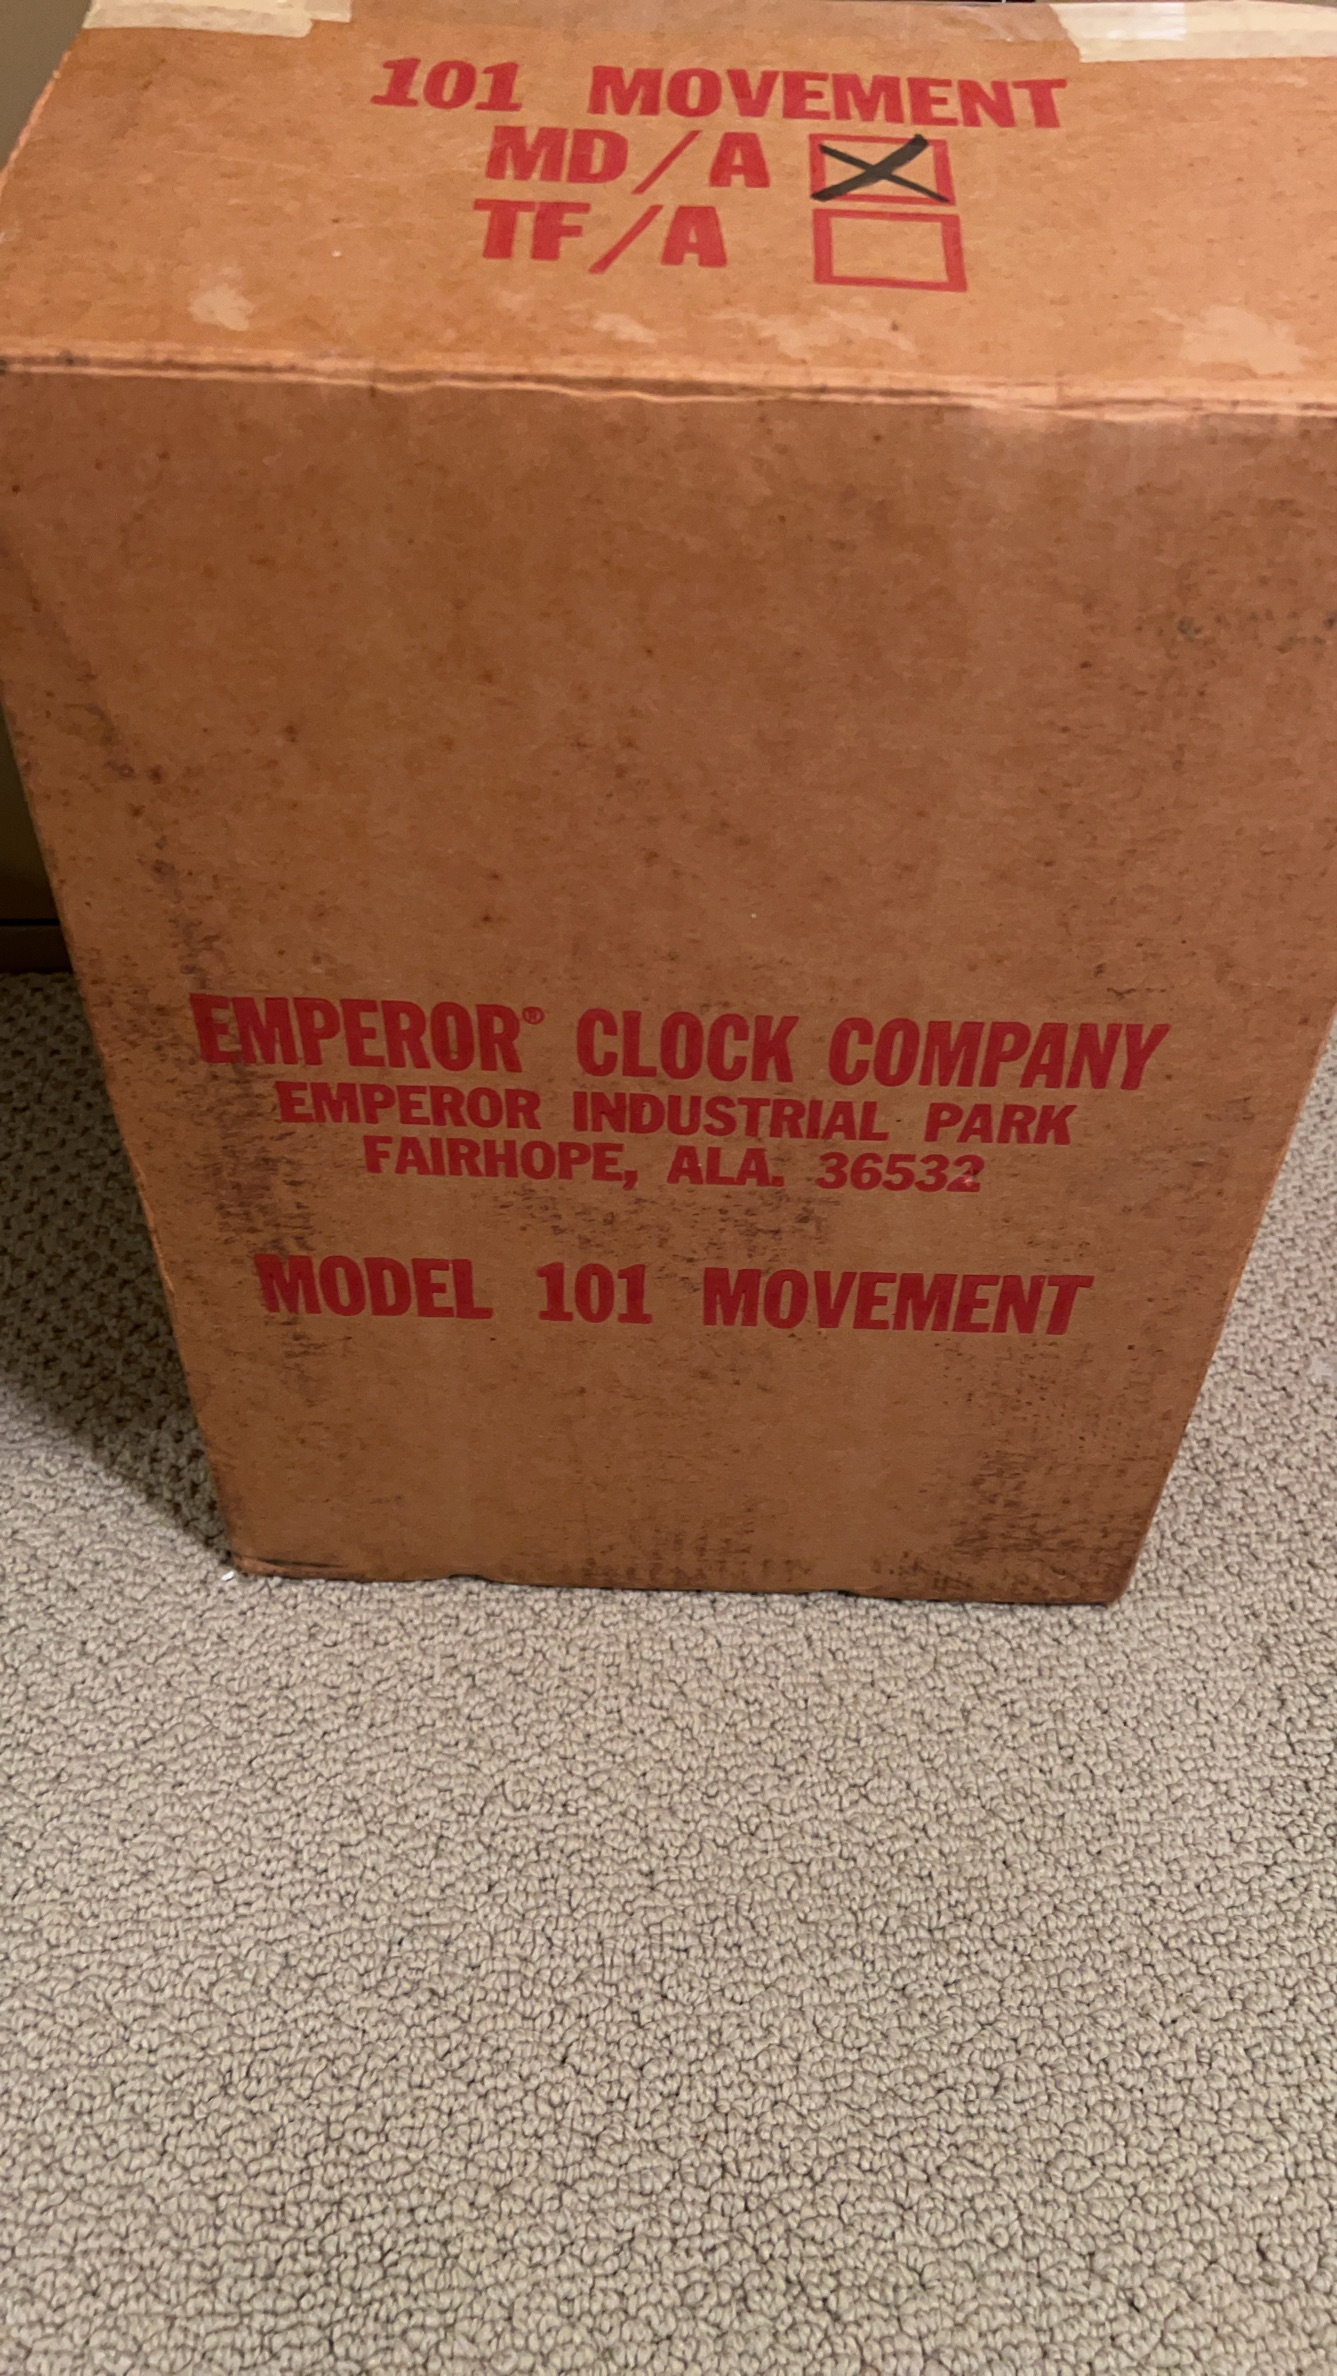 101 MOVEMENT
MD/A
TF/A
EMPEROR® CLOCK COMPANY
EMPEROR INDUSTRIAL PARK
FAIRHOPE, ALA. 36532
MODEL 101 MOVEMENT